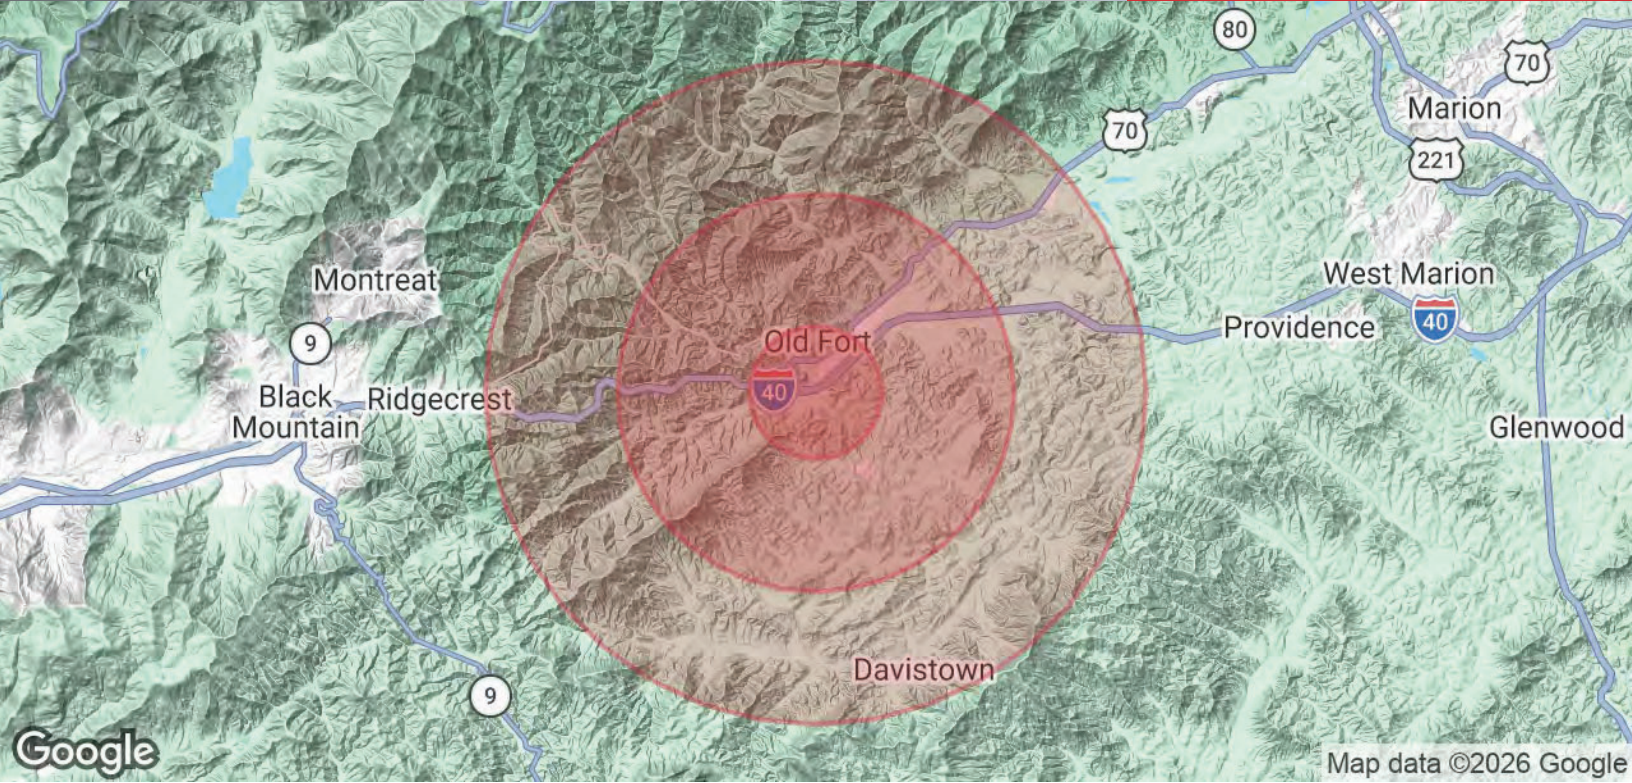 80
70
70
Marion
221
Montreat
West Marion
40
Providence
9
Old Fort
40
Black
Mountain
Ridgecrest
Glenwood
Davistown
9
Google
Map data ©2026 Google